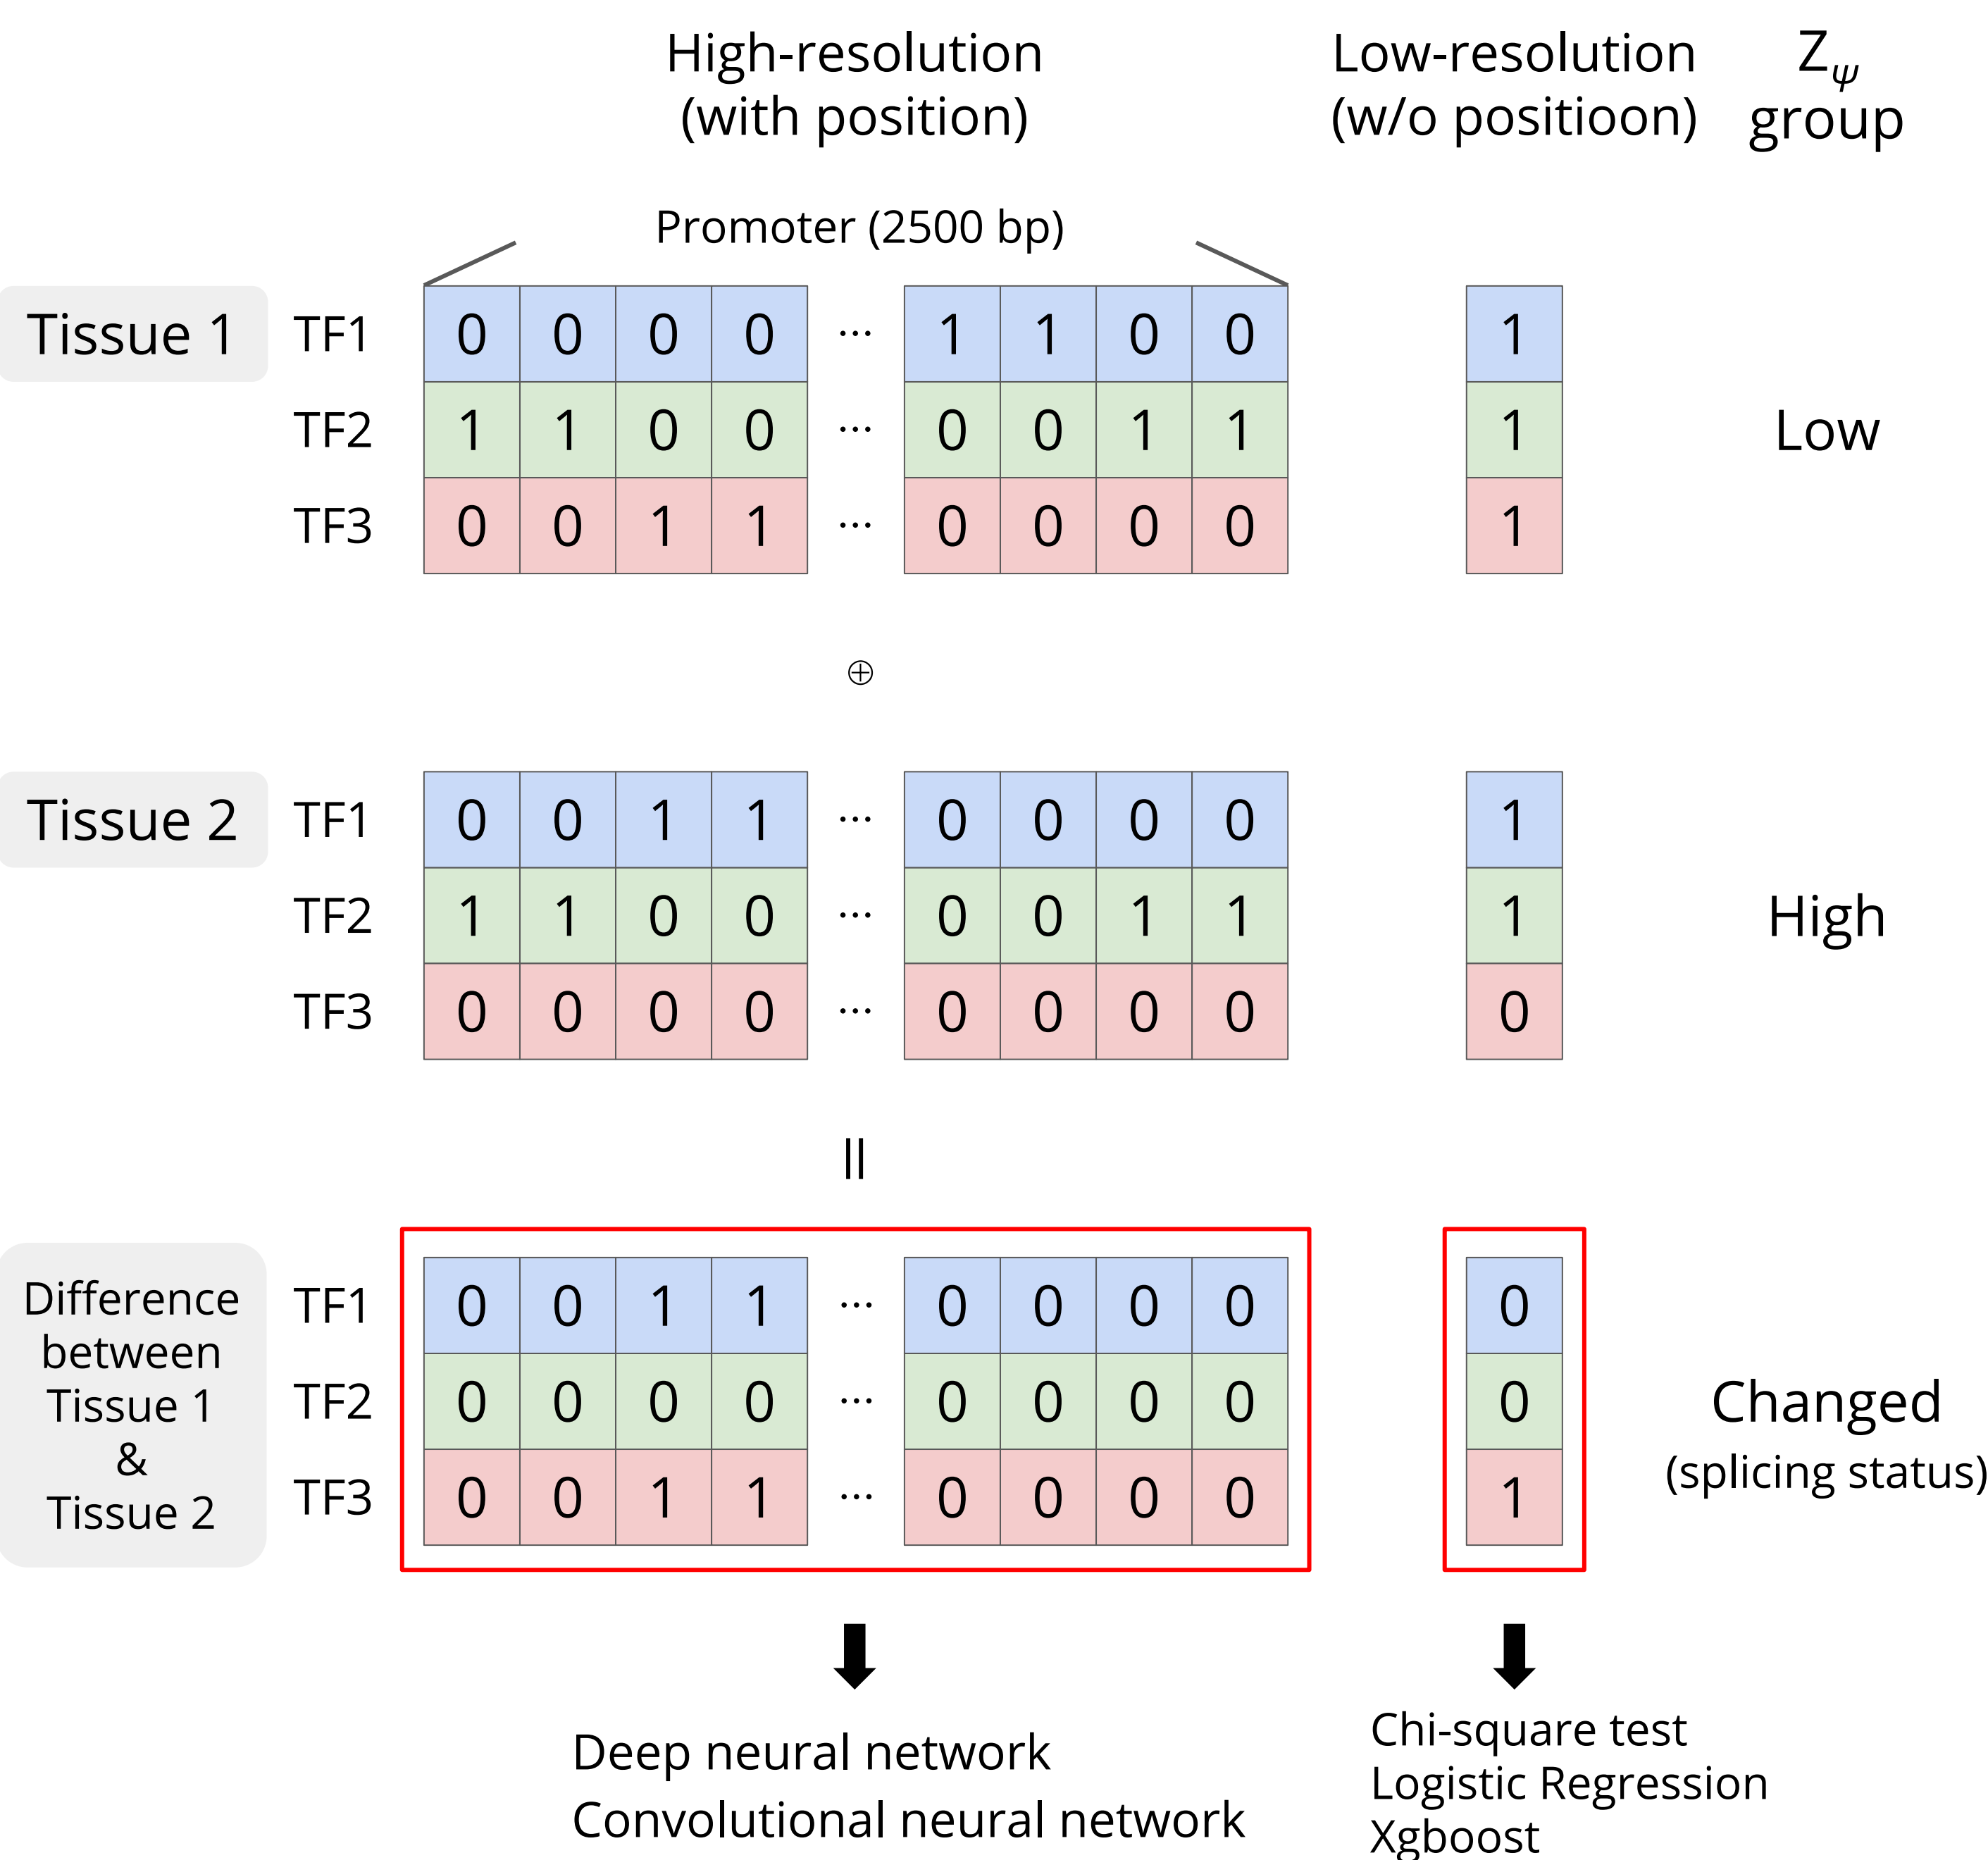 High-resolution
(with position)
Low-resolution
(w/o positioon)
Zψ
group
Promoter (2500 bp)
Tissue 1
TF1 0 0 0 0 ··· 1 1 0 0 1
TF2 1 1 0 0 ··· 0 0 1 1 1
Low
TF3 0 0 1 1 ··· 0 0 0 0 1
⊕
Tissue 2
TF1 0 0 1 1 ··· 0 0 0 0 1
TF2 1 1 0 0 ··· 0 0 1 1 1
High
TF3 0 0 0 0 ··· 0 0 0 0 0
||
Difference
between
Tissue 1
&
Tissue 2
TF1 0 0 1 1 ··· 0 0 0 0 0
TF2 0 0 0 0 ··· 0 0 0 0 0
TF3 0 0 1 1 ··· 0 0 0 0 1
Changed
(splicing status)
Deep neural network
Convolutional neural network
Chi-square test
Logistic Regression
Xgboost